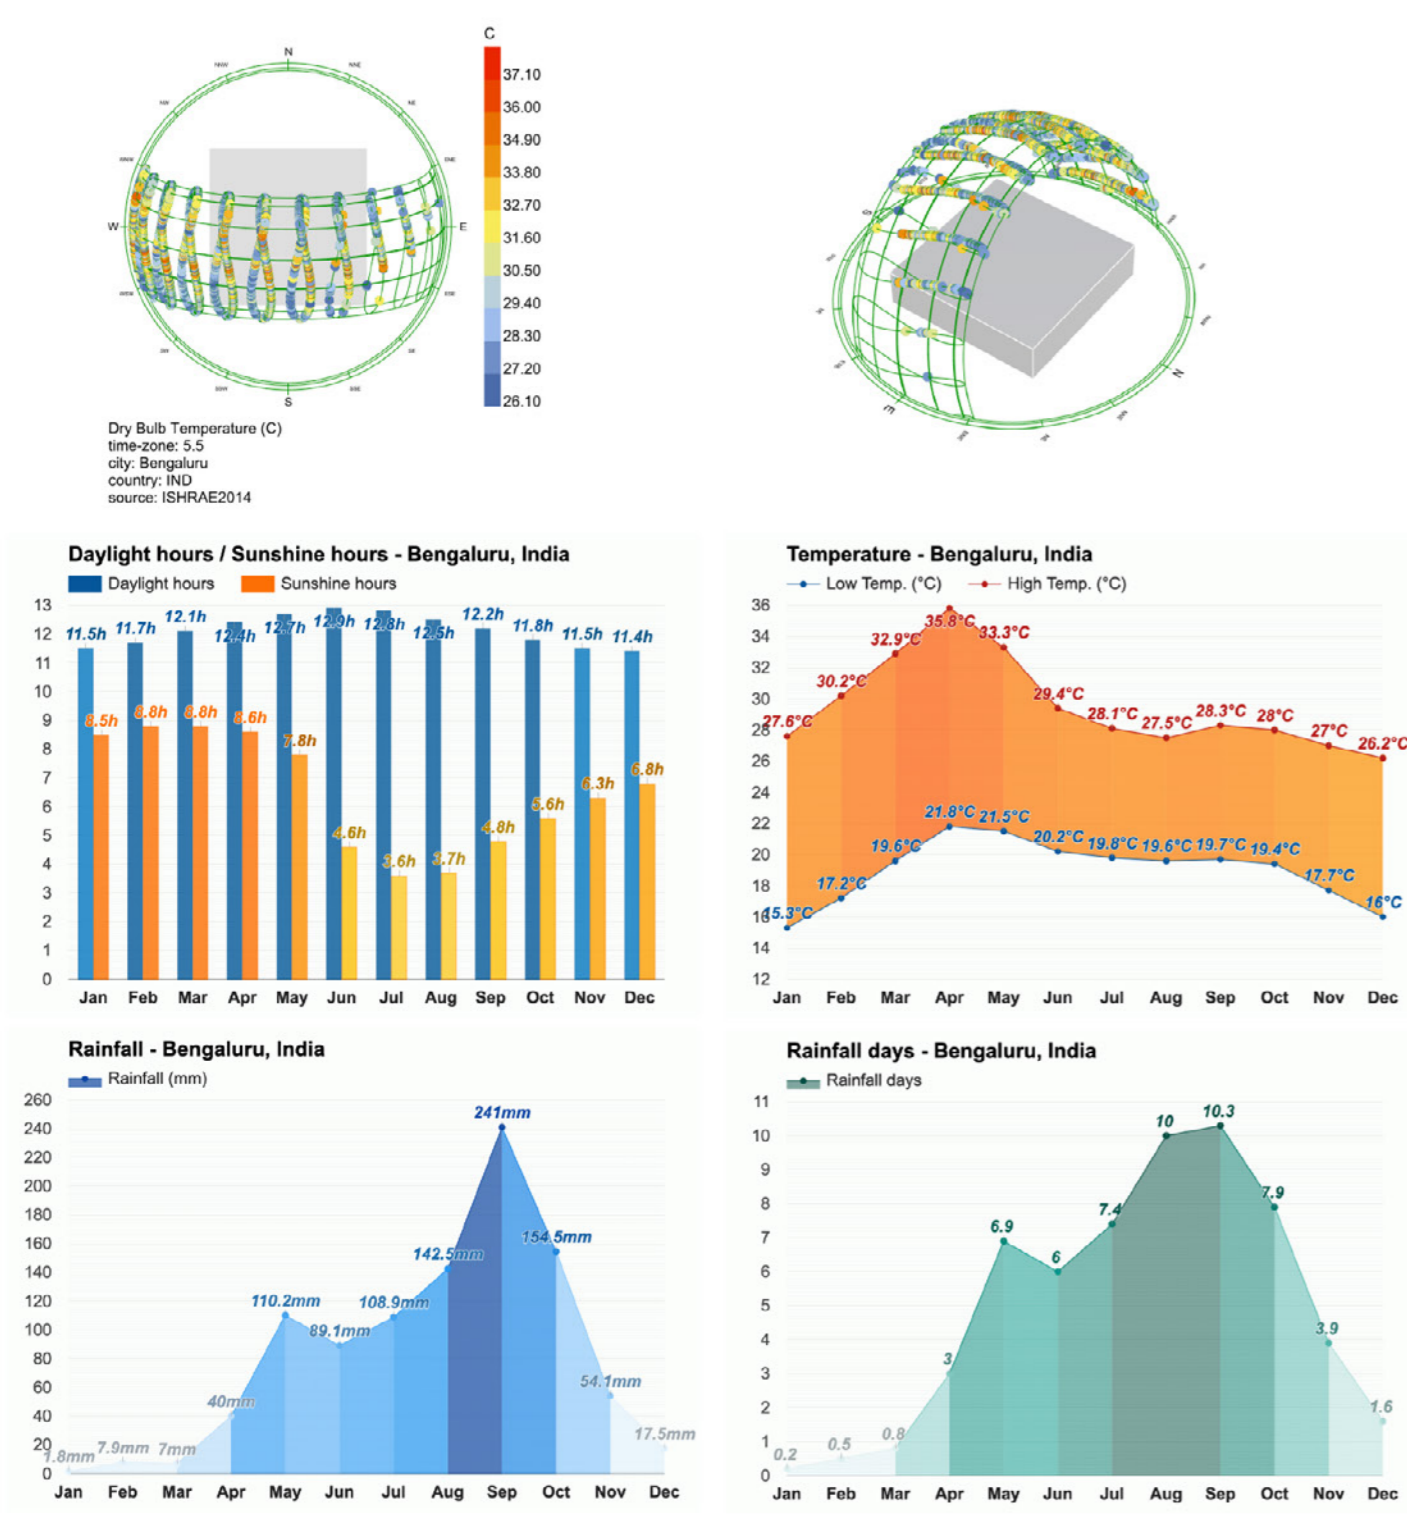 N
NNW
NNE
NW
NE
WNW
ENE
W
E
WSW
ESE
SW
SE
SSW
SSE
S
C
37.10
36.00
34.90
33.80
32.70
31.60
30.50
29.40
28.30
27.20
26.10
Dry Bulb Temperature (C)
time-zone: 5.5
city: Bengaluru
country: IND
source: ISHRAE2014
N
E
Daylight hours / Sunshine hours - Bengaluru, India
Daylight hours Sunshine hours
13
12
11
10
9
8
7
6
5
4
3
2
1
0
11.5h 11.7h 12.1h 12.4h 12.7h 12.9h 12.8h 12.5h 12.2h 11.8h 11.5h 11.4h
8.5h 8.8h 8.8h 8.6h 7.8h 4.6h 3.6h 3.7h 4.8h 5.6h 6.3h 6.8h
Jan Feb Mar Apr May Jun Jul Aug Sep Oct Nov Dec
Temperature - Bengaluru, India
Low Temp. (°C) High Temp. (°C)
36
34
32
30
28
26
24
22
20
18
16
14
12
27.6°C 30.2°C 32.9°C 35.8°C 33.3°C 29.4°C 28.1°C 27.5°C 28.3°C 28°C 27°C 26.2°C
15.3°C 17.2°C 19.6°C 21.8°C 21.5°C 20.2°C 19.8°C 19.6°C 19.7°C 19.4°C 17.7°C 16°C
Jan Feb Mar Apr May Jun Jul Aug Sep Oct Nov Dec
Rainfall - Bengaluru, India
Rainfall (mm)
260
240
220
200
180
160
140
120
100
80
60
40
20
0
1.8mm 7.9mm 7mm 40mm 110.2mm 89.1mm 108.9mm 142.5mm 241mm 154.5mm 54.1mm 17.5mm
Jan Feb Mar Apr May Jun Jul Aug Sep Oct Nov Dec
Rainfall days - Bengaluru, India
Rainfall days
11
10
9
8
7
6
5
4
3
2
1
0
0.2 0.5 0.8 3 6.9 6 7.4 10 10.3 7.9 3.9 1.6
Jan Feb Mar Apr May Jun Jul Aug Sep Oct Nov Dec